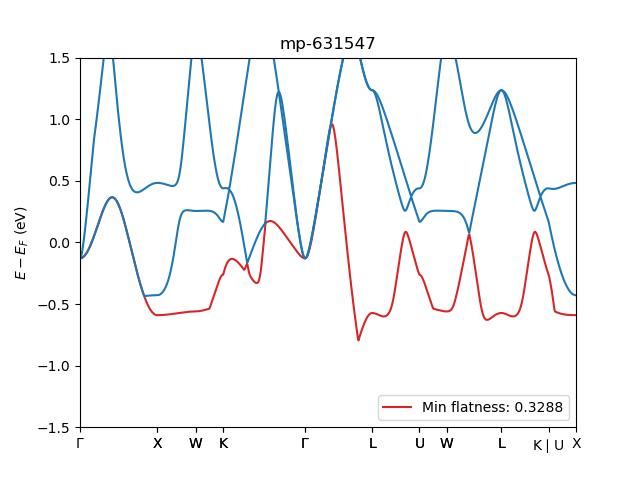 mp-631547
E − E_F (eV)
1.5
1.0
0.5
0.0
−0.5
−1.0
−1.5
Min flatness: 0.3288
Γ X W K Γ L U W L K | U X